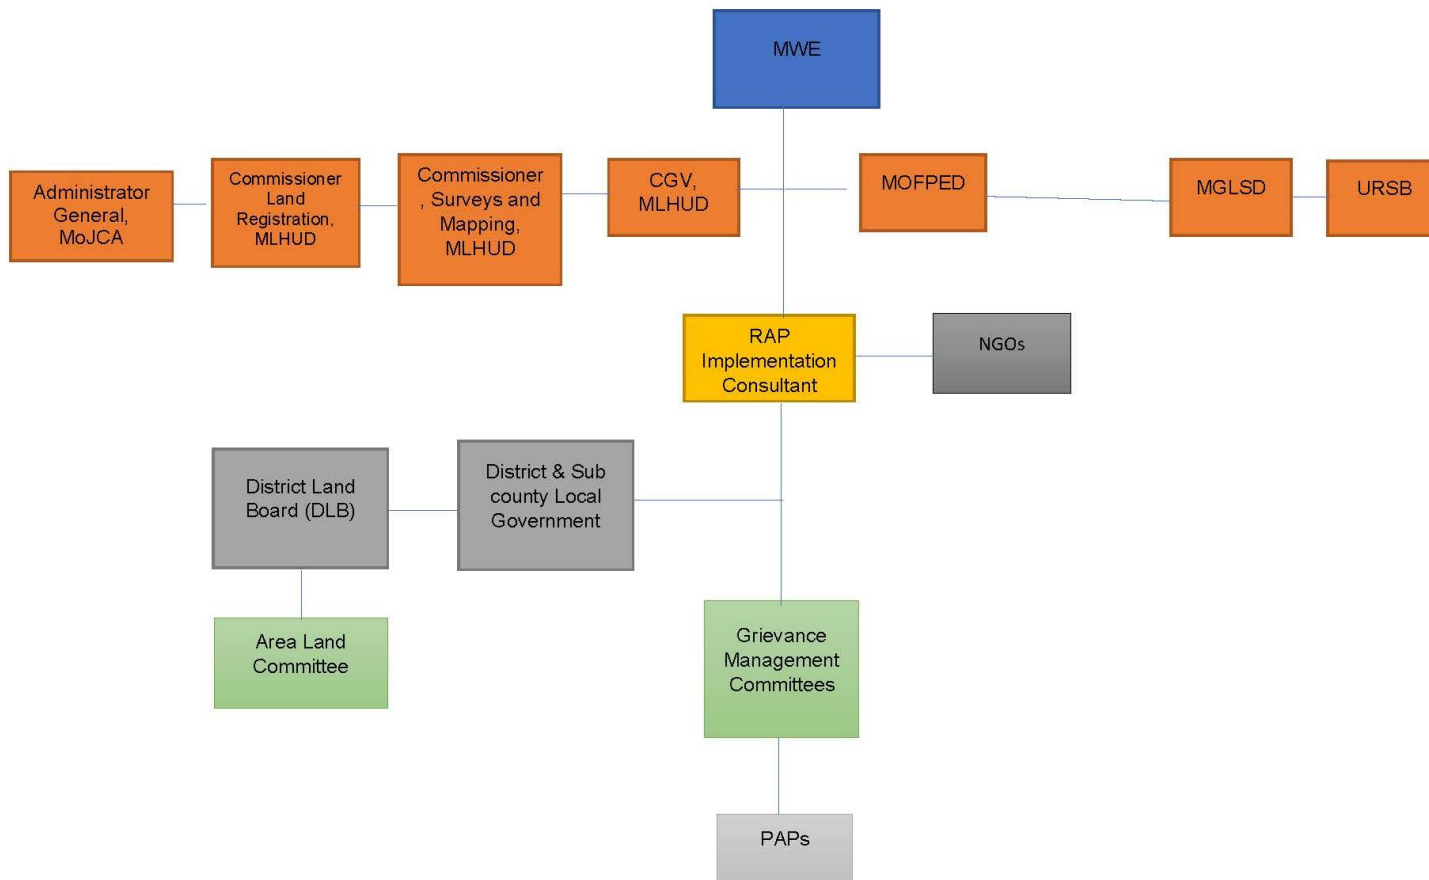 MWE
Administrator
General,
MoJCA
Commissioner
Land
Registration,
MLHUD
Commissioner
, Surveys and
Mapping,
MLHUD
CGV,
MLHUD
MOFPED
MGLSD
URSB
RAP
Implementation
Consultant
NGOs
District Land
Board (DLB)
District & Sub
county Local
Government
Area Land
Committee
Grievance
Management
Committees
PAPs